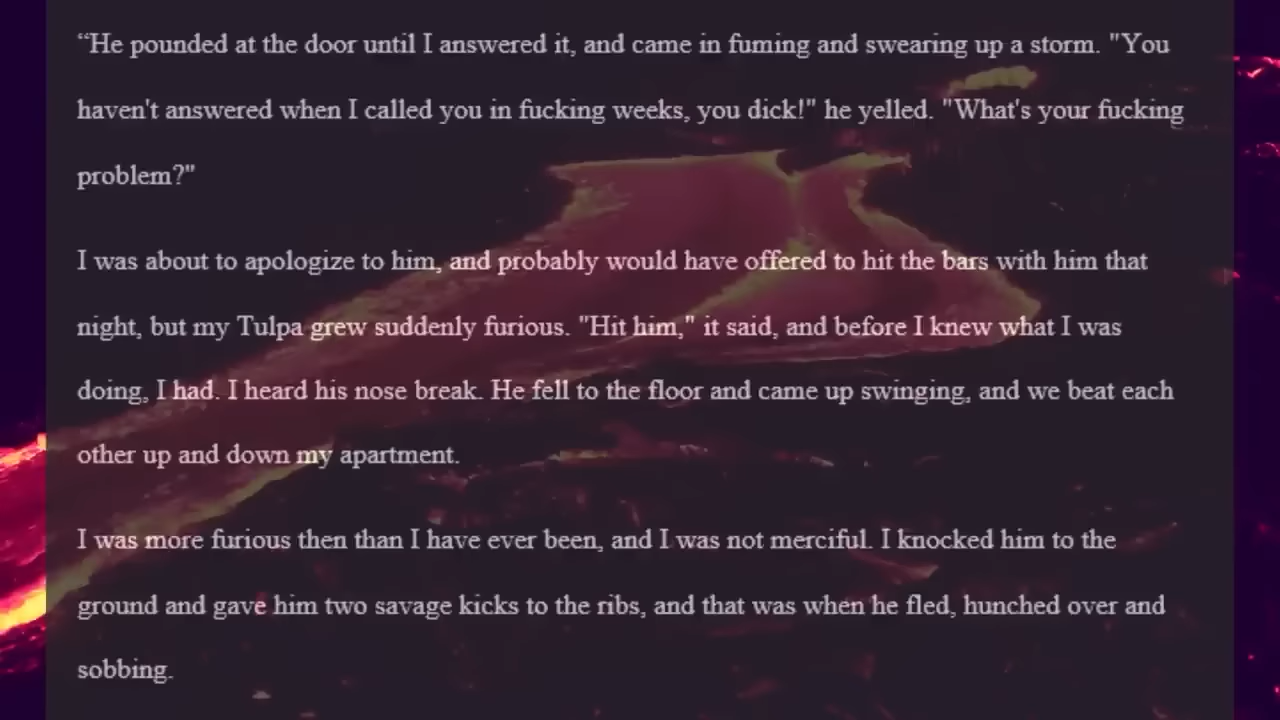 “He pounded at the door until I answered it, and came in fuming and swearing up a storm. "You
haven't answered when I called you in fucking weeks, you dick!" he yelled. "What's your fucking
problem?"
I was about to apologize to him, and probably would have offered to hit the bars with him that
night, but my Tulpa grew suddenly furious. "Hit him," it said, and before I knew what I was
doing, I had. I heard his nose break. He fell to the floor and came up swinging, and we beat each
other up and down my apartment.
I was more furious then than I have ever been, and I was not merciful. I knocked him to the
ground and gave him two savage kicks to the ribs, and that was when he fled, hunched over and
sobbing.